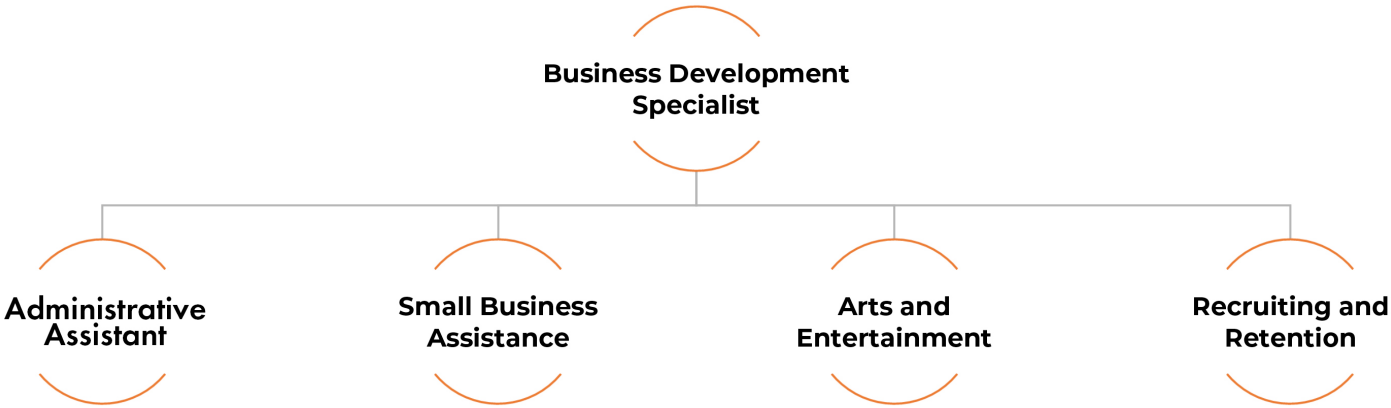 Business Development
Specialist
Administrative
Assistant
Small Business
Assistance
Arts and
Entertainment
Recruiting and
Retention